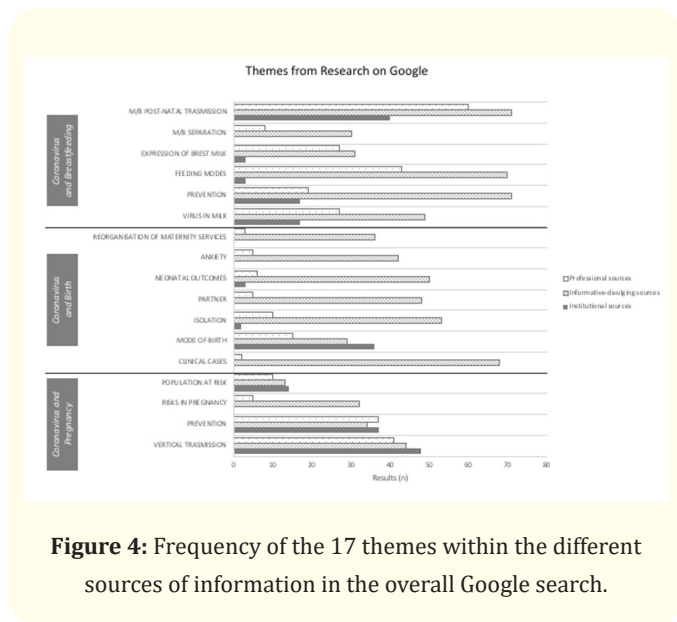 Themes from Research on Google
Coronavirus
and Breastfeeding
M/B POST-NATAL TRASMISSION
M/B SEPARATION
EXPRESSION OF BREST MILK
FEEDING MODES
PREVENTION
VIRUS IN MILK
Coronavirus
and Birth
REORGANISATION OF MATERNITY SERVICES
ANXIETY
NEONATAL OUTCOMES
PARTNER
ISOLATION
MODE OF BIRTH
CLINICAL CASES
Coronavirus and
Pregnancy
POPULATION AT RISK
RISKS IN PREGNANCY
PREVENTION
VERTICAL TRASMISSION
0 10 20 30 40 50 60 70 80
Results (n)
Professional sources
Informative-divulging sources
Institutional sources
Figure 4: Frequency of the 17 themes within the different
sources of information in the overall Google search.